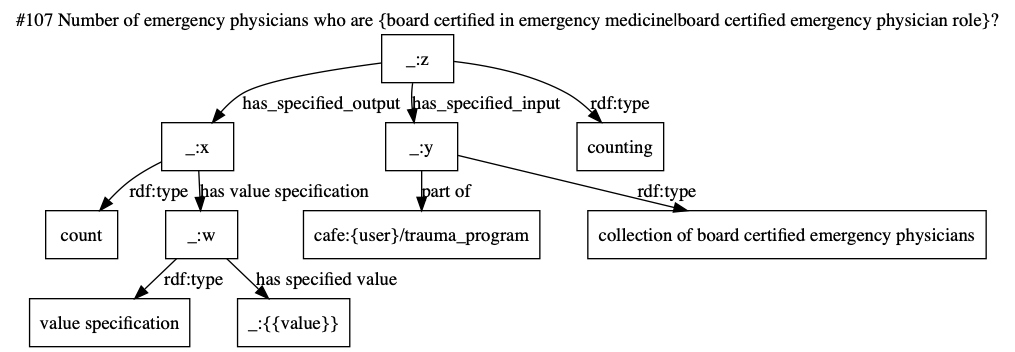 #107 Number of emergency physicians who are {board certified in emergency medicine|board certified emergency physician role}?
_:z
has_specified_output has_specified_input rdf:type
_:x _:y counting
rdf:type has value specification part of rdf:type
count _:w cafe:{user}/trauma_program collection of board certified emergency physicians
rdf:type has specified value
value specification _:{{value}}